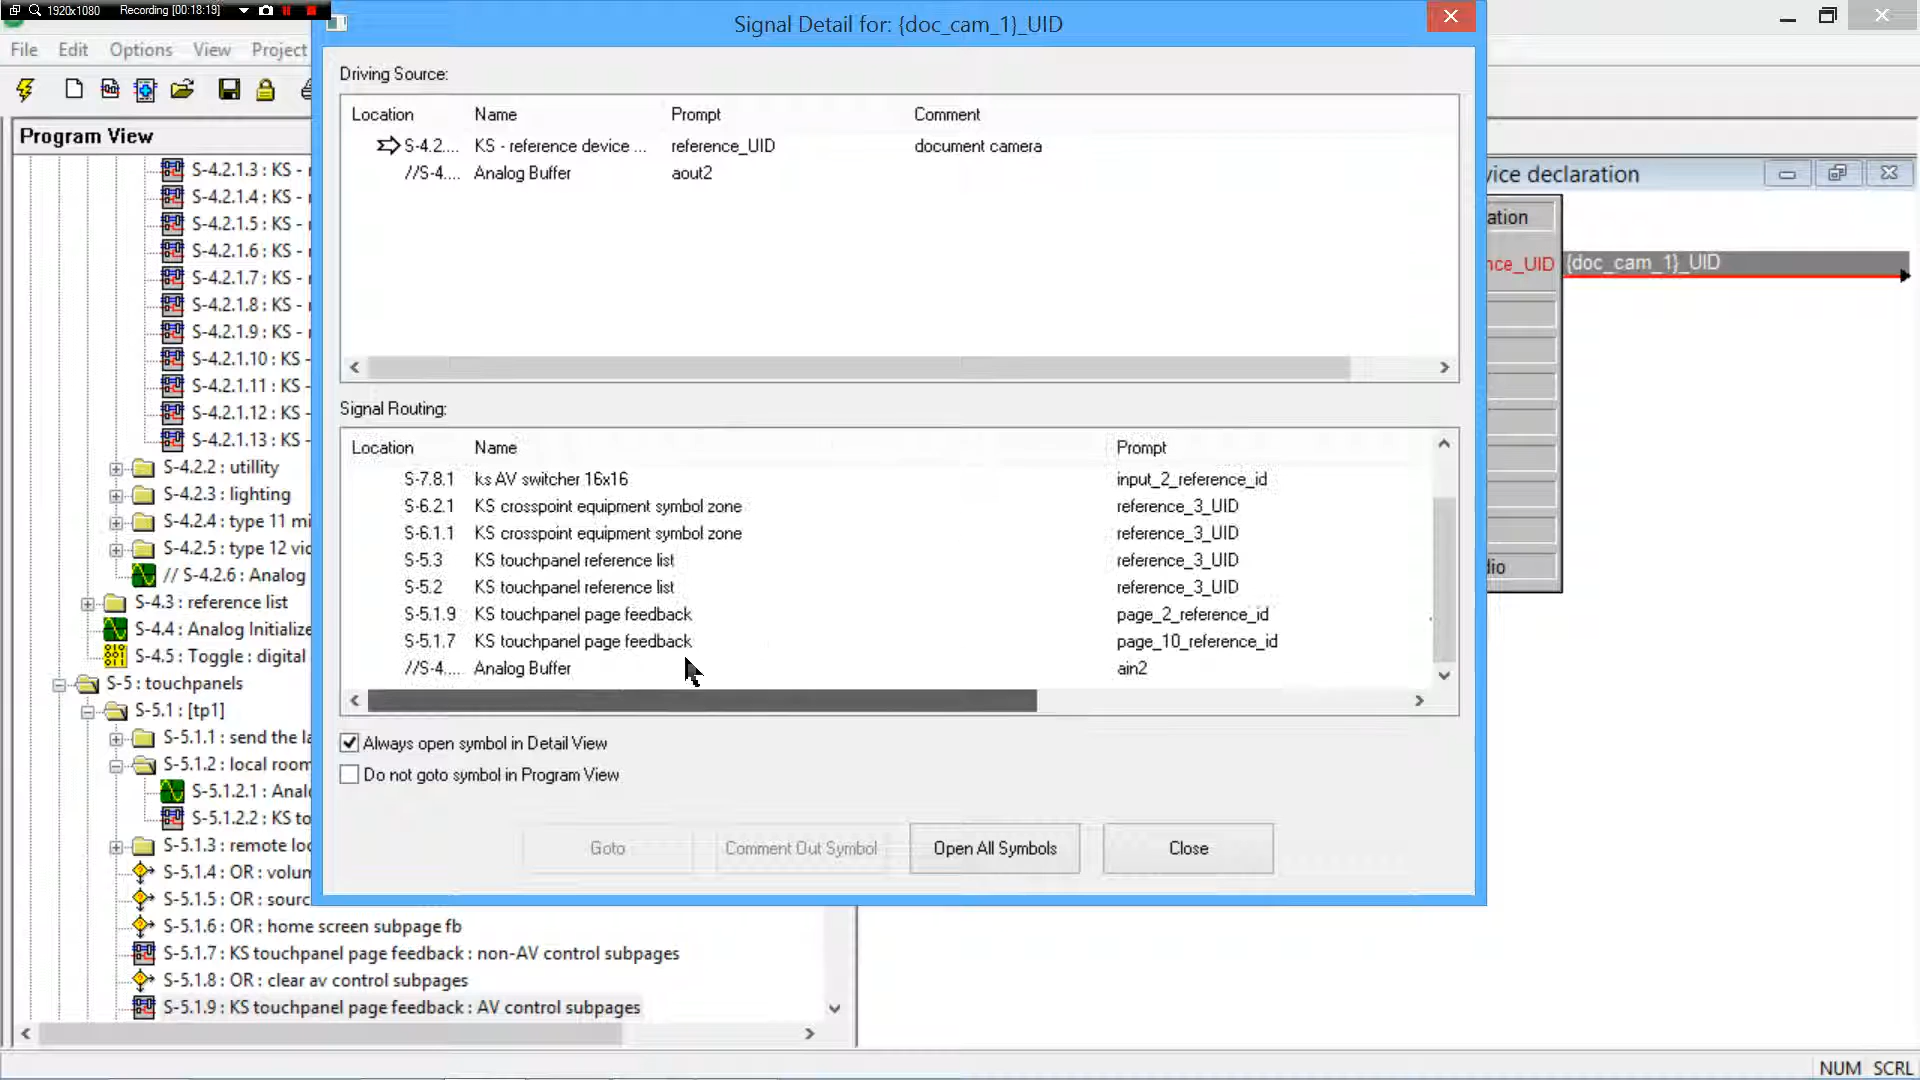 1920x1080 Recording [00:18:19]
Signal Detail for: {doc_cam_1}_UID
File Edit Options View Project
Driving Source:
Location Name Prompt Comment
S-4.2.... KS - reference device ... reference_UID document camera
//S-4.... Analog Buffer aout2
Signal Routing:
Location Name Prompt
S-7.8.1 ks AV switcher 16x16 input_2_reference_id
S-6.2.1 KS crosspoint equipment symbol zone reference_3_UID
S-6.1.1 KS crosspoint equipment symbol zone reference_3_UID
S-5.3 KS touchpanel reference list reference_3_UID
S-5.2 KS touchpanel reference list reference_3_UID
S-5.1.9 KS touchpanel page feedback page_2_reference_id
S-5.1.7 KS touchpanel page feedback page_10_reference_id
//S-4.... Analog Buffer ain2
Always open symbol in Detail View
Do not goto symbol in Program View
Goto Comment Out Symbol Open All Symbols Close
Program View
S-4.2.1.3 : KS -
S-4.2.1.4 : KS -
S-4.2.1.5 : KS -
S-4.2.1.6 : KS -
S-4.2.1.7 : KS -
S-4.2.1.8 : KS -
S-4.2.1.9 : KS -
S-4.2.1.10 : KS -
S-4.2.1.11 : KS -
S-4.2.1.12 : KS -
S-4.2.1.13 : KS -
S-4.2.2 : utillity
S-4.2.3 : lighting
S-4.2.4 : type 11 mi
S-4.2.5 : type 12 vic
// S-4.2.6 : Analog
S-4.3 : reference list
S-4.4 : Analog Initialize
S-4.5 : Toggle : digital
S-5 : touchpanels
S-5.1 : [tp1]
S-5.1.1 : send the la
S-5.1.2 : local room
S-5.1.2.1 : Anal
S-5.1.2.2 : KS to
S-5.1.3 : remote loc
S-5.1.4 : OR : volum
S-5.1.5 : OR : sourc
S-5.1.6 : OR : home screen subpage fb
S-5.1.7 : KS touchpanel page feedback : non-AV control subpages
S-5.1.8 : OR : clear av control subpages
S-5.1.9 : KS touchpanel page feedback : AV control subpages
vice declaration
ation
nce_UID {doc_cam_1}_UID
dio
NUM SCRL